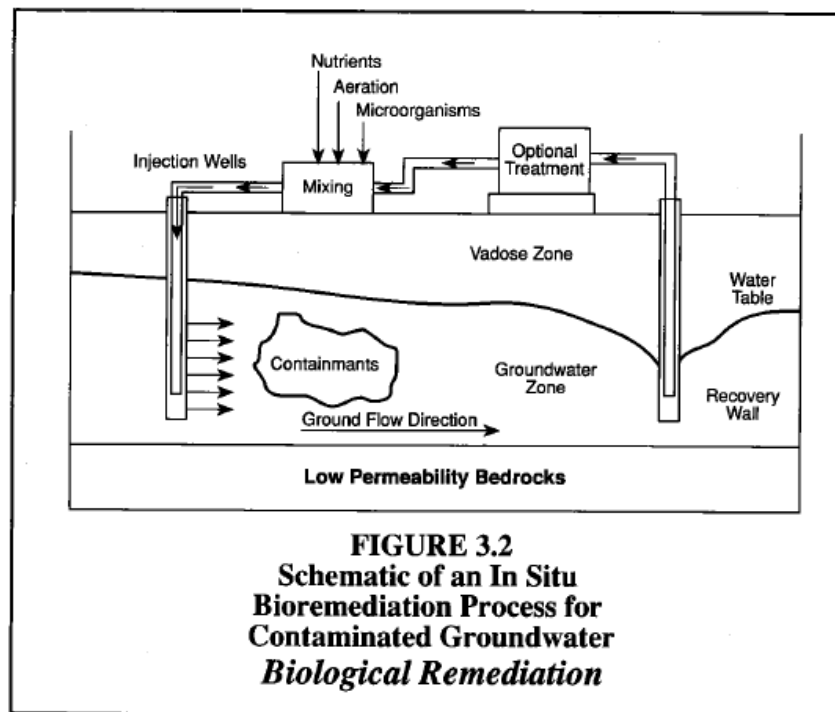 Nutrients
Aeration
Microorganisms
Injection Wells
Mixing
Optional
Treatment
Vadose Zone
Water
Table
Containmants
Groundwater
Zone
Recovery
Wall
Ground Flow Direction
Low Permeability Bedrocks
FIGURE 3.2
Schematic of an In Situ
Bioremediation Process for
Contaminated Groundwater
Biological Remediation